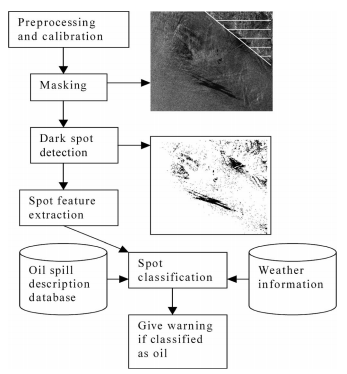 Preprocessing
and calibration
Masking
Dark spot
detection
Spot feature
extraction
Oil spill
description
database
Spot
classification
Weather
information
Give warning
if classified
as oil